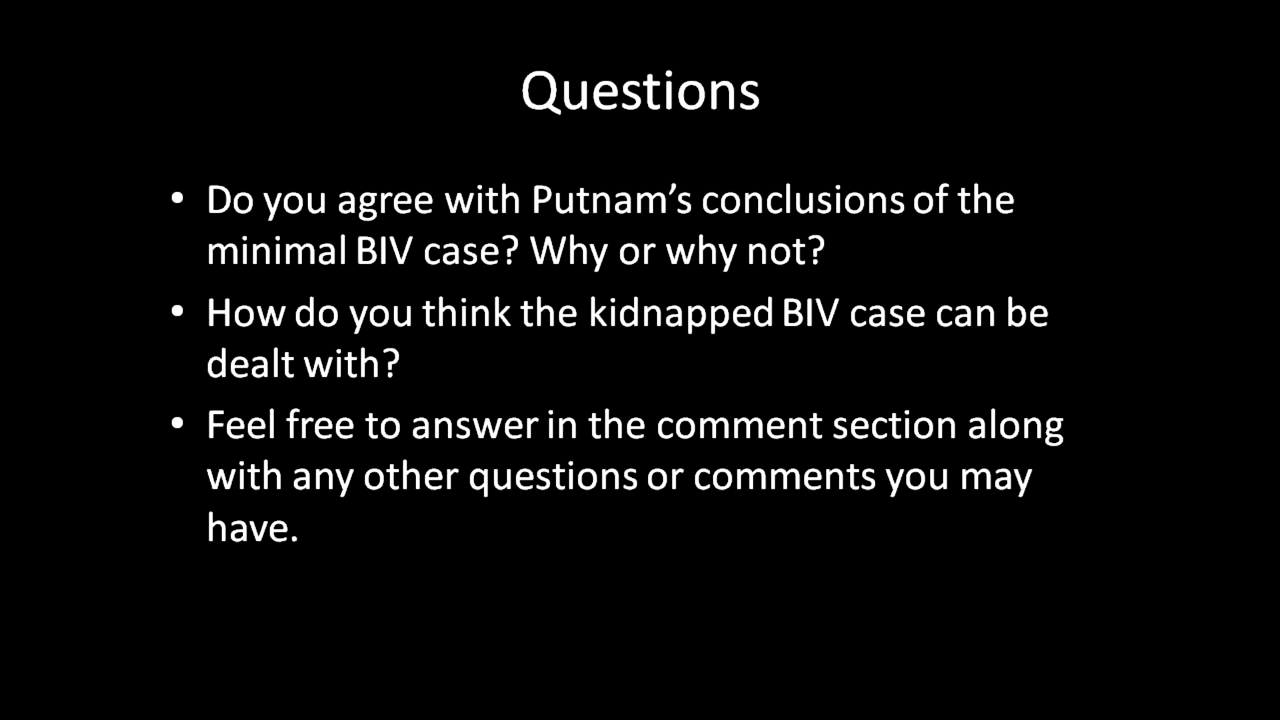 Questions
• Do you agree with Putnam’s conclusions of the
minimal BIV case? Why or why not?
• How do you think the kidnapped BIV case can be
dealt with?
• Feel free to answer in the comment section along
with any other questions or comments you may
have.